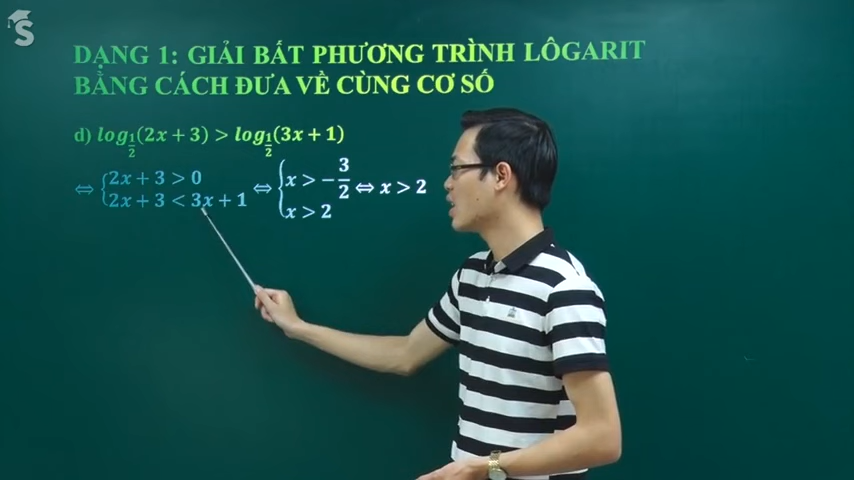 S
DẠNG 1: GIẢI BẤT PHƯƠNG TRÌNH LÔGARIT
BẰNG CÁCH ĐƯA VỀ CÙNG CƠ SỐ
d) log_{1/2}(2x + 3) > log_{1/2}(3x + 1)
⇔ {2x + 3 > 0; 2x + 3 < 3x + 1 ⇔ {x > −3/2; x > 2 ⇔ x > 2